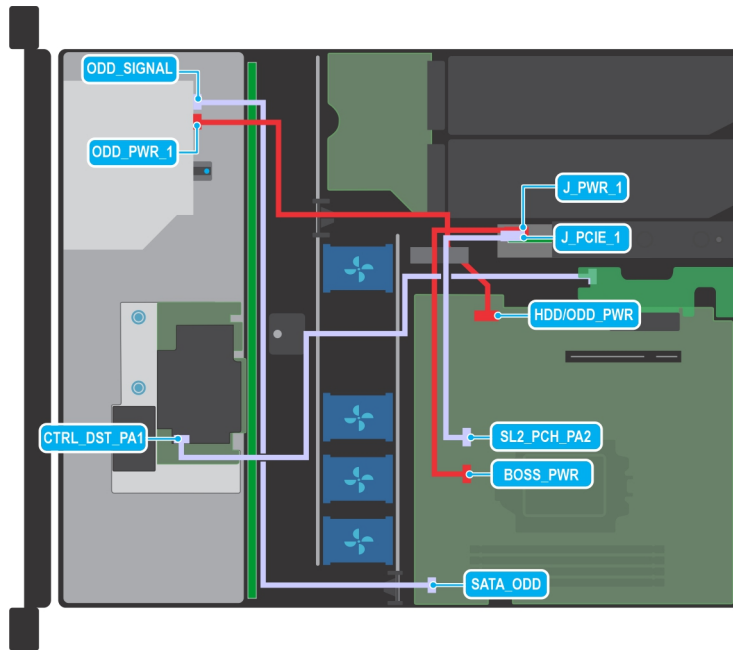 ODD_SIGNAL
ODD_PWR_1
J_PWR_1
J_PCIE_1
HDD/ODD_PWR
CTRL_DST_PA1
SL2_PCH_PA2
BOSS_PWR
SATA_ODD